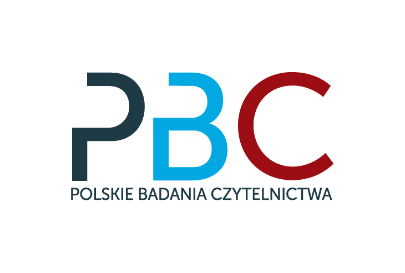 PBC
POLSKIE BADANIA CZYTELNICTWA